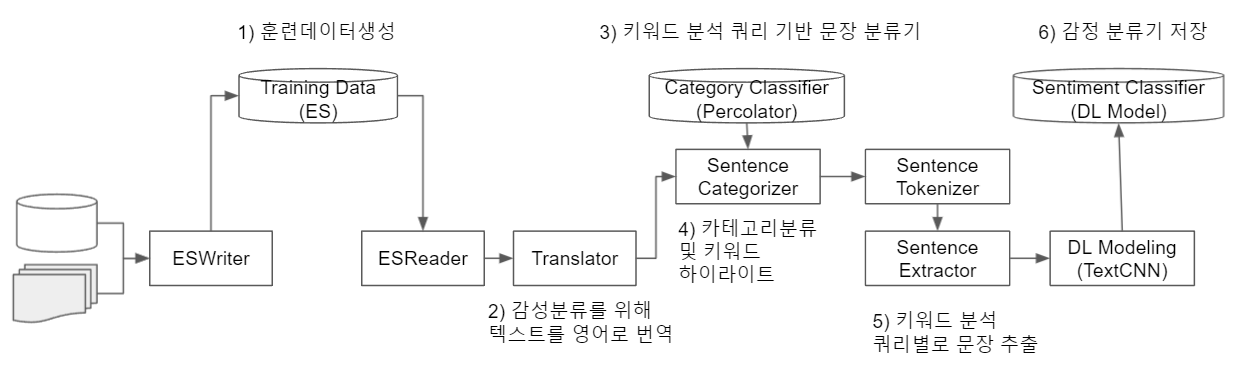 1) 훈련데이터생성
3) 키워드 분석 쿼리 기반 문장 분류기
6) 감정 분류기 저장
Training Data
(ES)
Category Classifier
(Percolator)
Sentiment Classifier
(DL Model)
Sentence
Categorizer
Sentence
Tokenizer
4) 카테고리분류
및 키워드
하이라이트
ESWriter
ESReader
Translator
Sentence
Extractor
DL Modeling
(TextCNN)
2) 감성분류를 위해
텍스트를 영어로 번역
5) 키워드 분석
쿼리별로 문장 추출